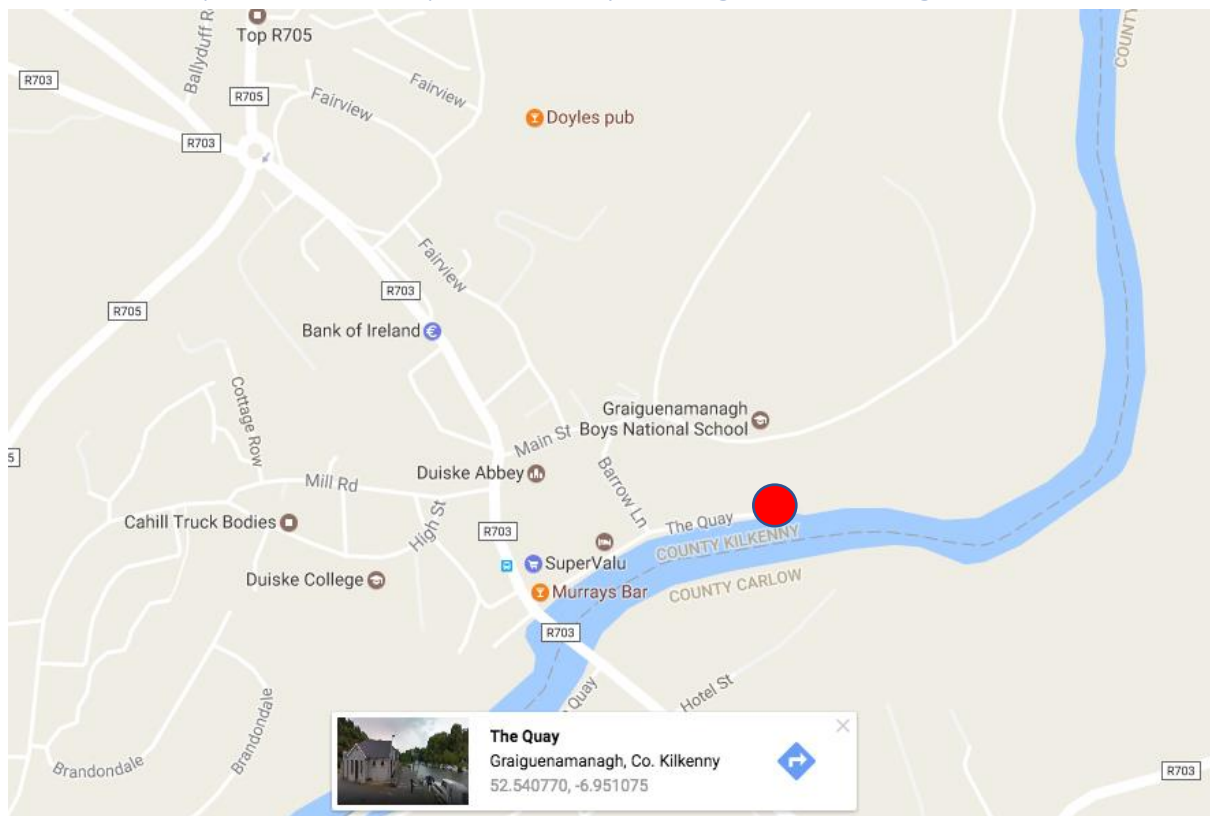 COUNTY
Top R705
Ballyduff R
R703
R705
Fairview
Fairview
Doyles pub
R703
Fairview
R703
R705
Bank of Ireland
Cottage Row
Graiguenamanagh
Boys National School
Main St
5
Duiske Abbey
Barrow Ln
Mill Rd
High St
Cahill Truck Bodies
The Quay
R703
COUNTY KILKENNY
SuperValu
Duiske College
Murrays Bar
COUNTY CARLOW
R703
Quay
Hotel St
Brandondale
Brandondale
The Quay
Graiguenamanagh, Co. Kilkenny
52.540770, -6.951075
R703